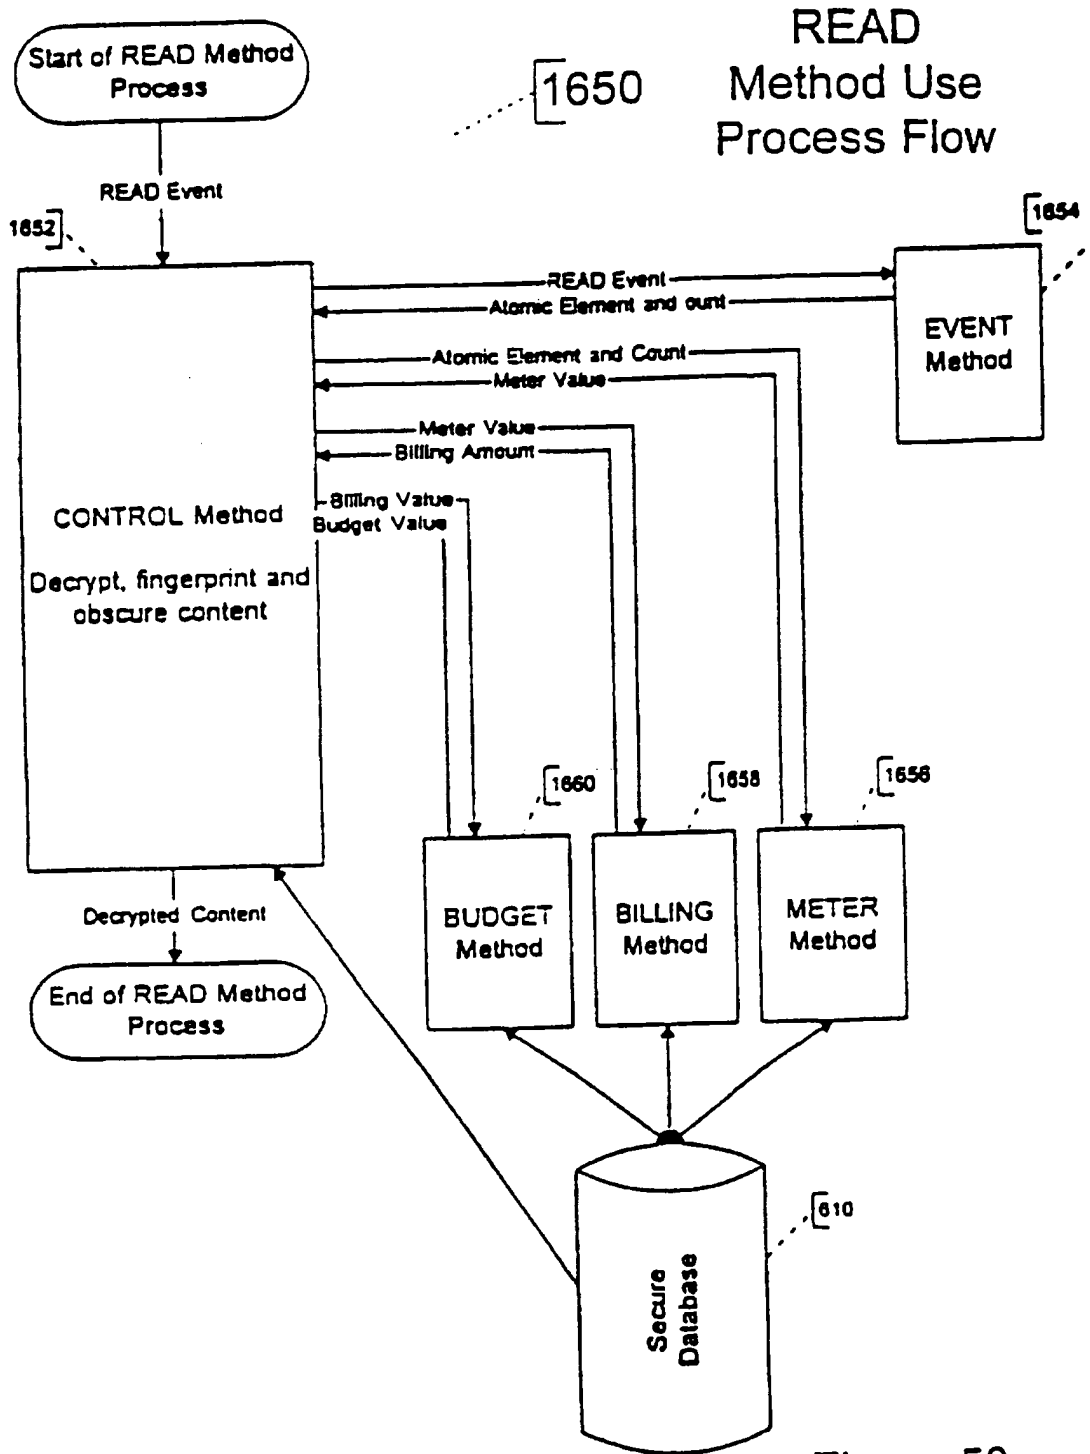 READ
Method Use
Process Flow
Start of READ Method
Process
1650
READ Event
1652
1654
READ Event
Atomic Element and ount
EVENT
Method
Atomic Element and Count
Meter Value
Meter Value
Billing Amount
Billing Value
Budget Value
CONTROL Method
Decrypt, fingerprint and
obscure content
1660
1658
1656
BUDGET
Method
BILLING
Method
METER
Method
Decrypted Content
End of READ Method
Process
610
Secure
Database